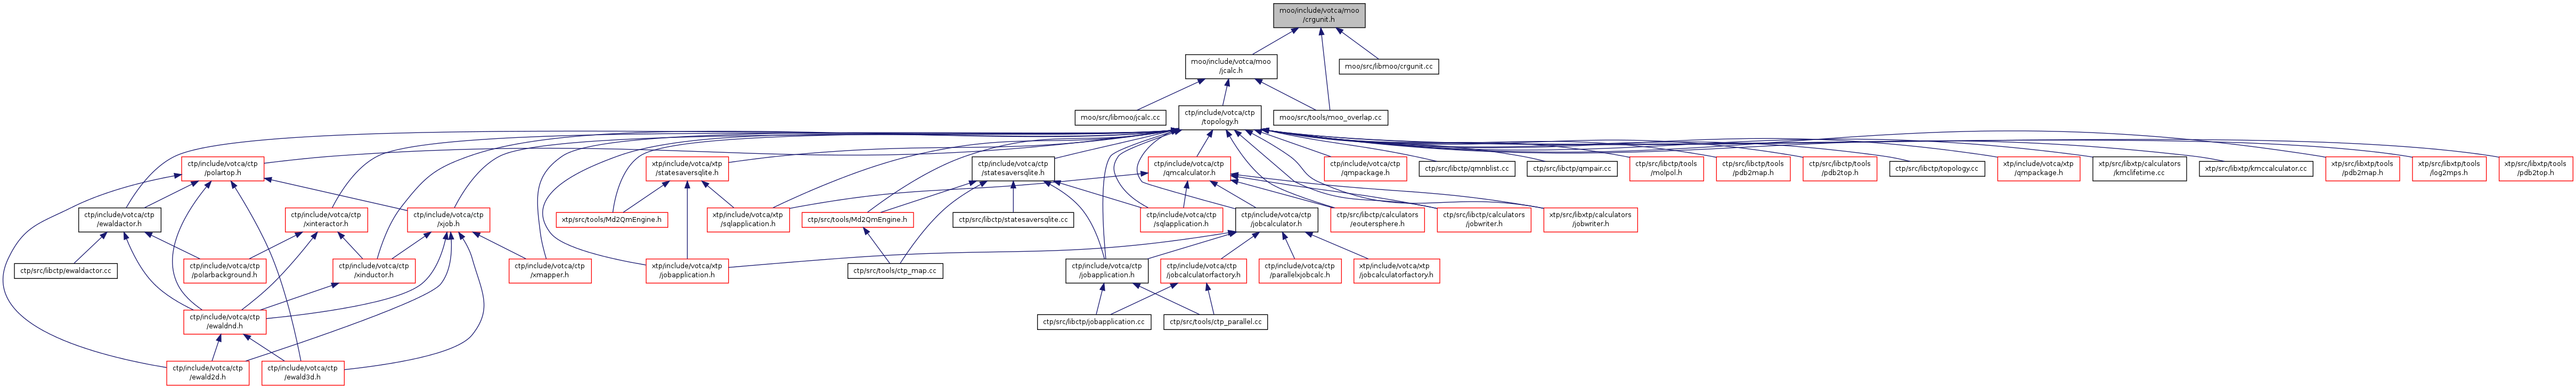 moo/include/votca/moo
/crgunit.h
moo/include/votca/moo
/jcalc.h
moo/src/libmoo/crgunit.cc
moo/src/libmoo/jcalc.cc
ctp/include/votca/ctp
/topology.h
moo/src/tools/moo_overlap.cc
ctp/include/votca/ctp
/polartop.h
xtp/include/votca/xtp
/statesaversqlite.h
ctp/include/votca/ctp
/statesaversqlite.h
ctp/include/votca/ctp
/qmcalculator.h
ctp/include/votca/ctp
/qmpackage.h
ctp/src/libctp/qmnblist.cc
ctp/src/libctp/qmpair.cc
ctp/src/libctp/tools
/molpol.h
ctp/src/libctp/tools
/pdb2map.h
ctp/src/libctp/tools
/pdb2top.h
ctp/src/libctp/topology.cc
xtp/include/votca/xtp
/qmpackage.h
xtp/src/libxtp/calculators
/kmclifetime.cc
xtp/src/libxtp/kmccalculator.cc
xtp/src/libxtp/tools
/pdb2map.h
xtp/src/libxtp/tools
/log2mps.h
xtp/src/libxtp/tools
/pdb2top.h
ctp/include/votca/ctp
/ewaldactor.h
ctp/include/votca/ctp
/xinteractor.h
ctp/include/votca/ctp
/xjob.h
xtp/src/tools/Md2QmEngine.h
xtp/include/votca/xtp
/sqlapplication.h
ctp/src/tools/Md2QmEngine.h
ctp/src/libctp/statesaversqlite.cc
ctp/include/votca/ctp
/sqlapplication.h
ctp/include/votca/ctp
/jobcalculator.h
ctp/src/libctp/calculators
/eoutersphere.h
ctp/src/libctp/calculators
/jobwriter.h
xtp/src/libxtp/calculators
/jobwriter.h
ctp/src/libctp/ewaldactor.cc
ctp/include/votca/ctp
/polarbackground.h
ctp/include/votca/ctp
/xinductor.h
ctp/include/votca/ctp
/xmapper.h
xtp/include/votca/xtp
/jobapplication.h
ctp/src/tools/ctp_map.cc
ctp/include/votca/ctp
/jobapplication.h
ctp/include/votca/ctp
/jobcalculatorfactory.h
ctp/include/votca/ctp
/parallelxjobcalc.h
xtp/include/votca/xtp
/jobcalculatorfactory.h
ctp/include/votca/ctp
/ewaldnd.h
ctp/src/libctp/jobapplication.cc
ctp/src/tools/ctp_parallel.cc
ctp/include/votca/ctp
/ewald2d.h
ctp/include/votca/ctp
/ewald3d.h